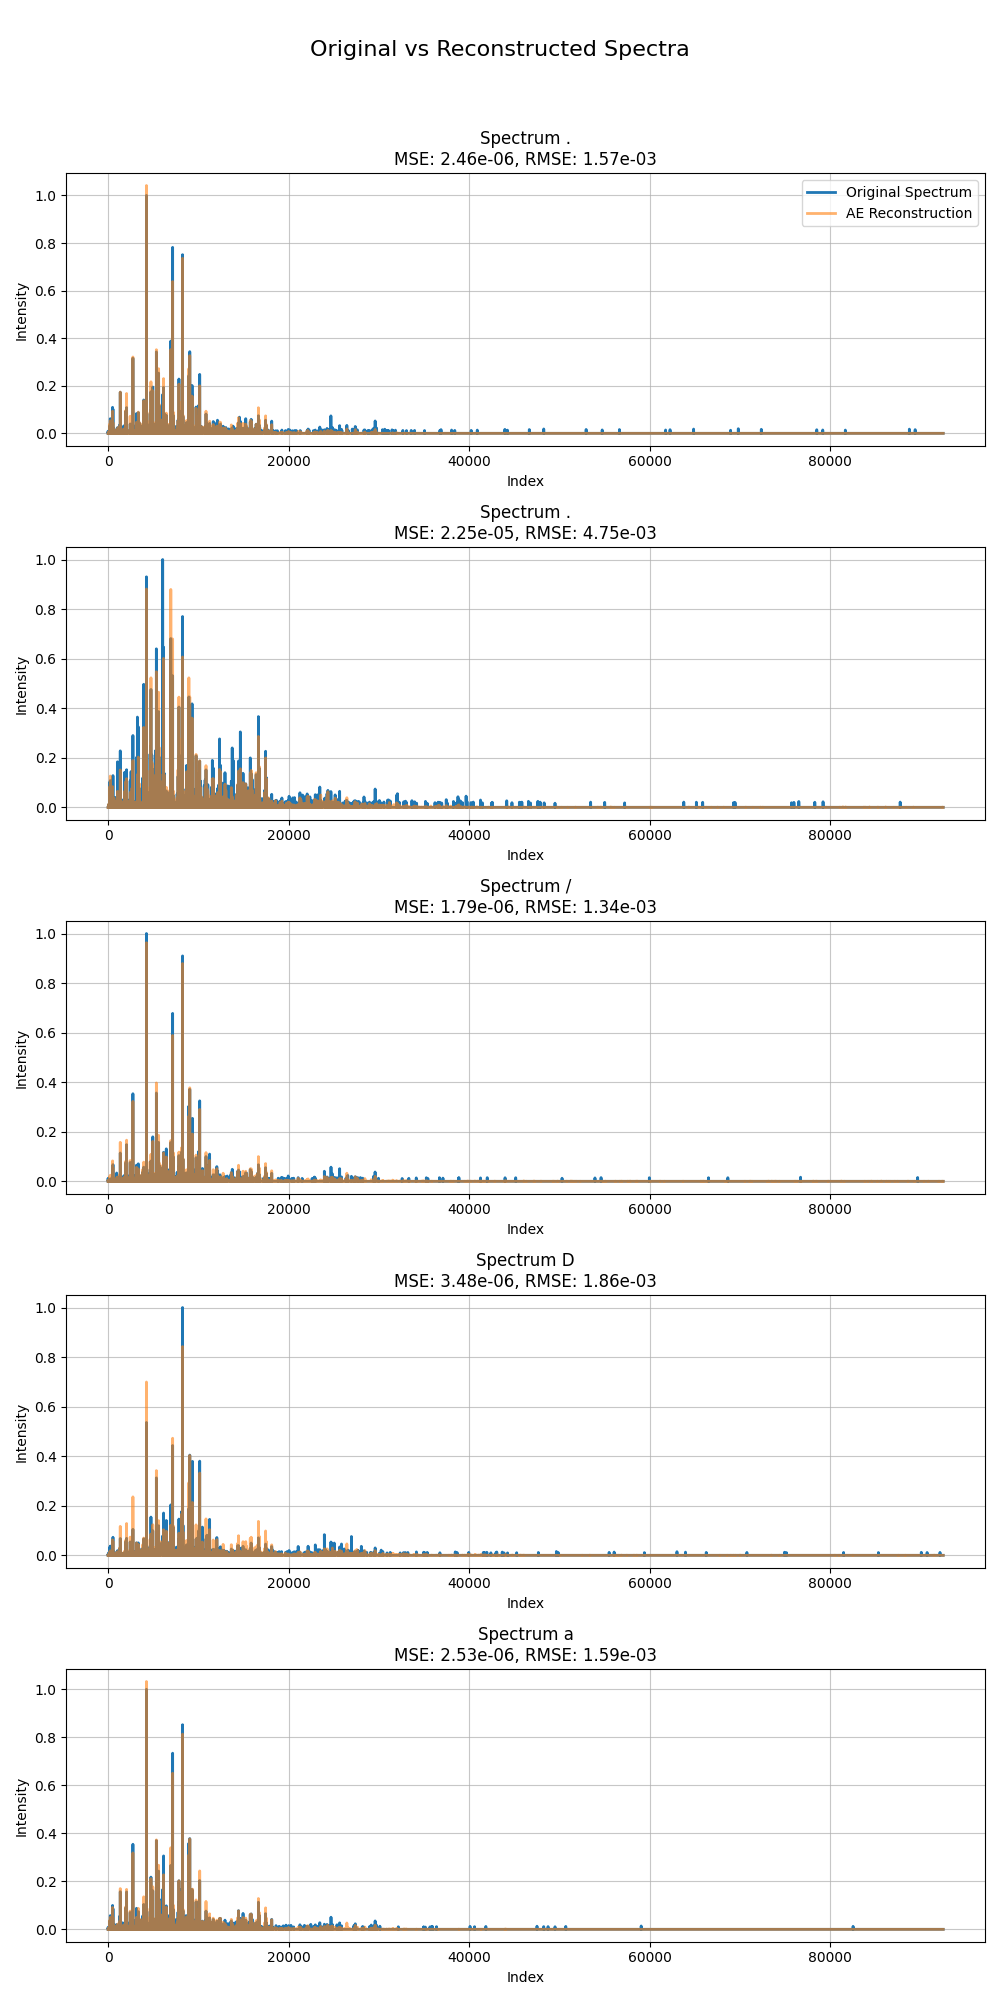 Original vs Reconstructed Spectra
Spectrum .
MSE: 2.46e-06, RMSE: 1.57e-03
Original Spectrum
AE Reconstruction
Intensity
1.0
0.8
0.6
0.4
0.2
0.0
0 20000 40000 60000 80000
Index
Spectrum .
MSE: 2.25e-05, RMSE: 4.75e-03
Intensity
1.0
0.8
0.6
0.4
0.2
0.0
0 20000 40000 60000 80000
Index
Spectrum /
MSE: 1.79e-06, RMSE: 1.34e-03
Intensity
1.0
0.8
0.6
0.4
0.2
0.0
0 20000 40000 60000 80000
Index
Spectrum D
MSE: 3.48e-06, RMSE: 1.86e-03
Intensity
1.0
0.8
0.6
0.4
0.2
0.0
0 20000 40000 60000 80000
Index
Spectrum a
MSE: 2.53e-06, RMSE: 1.59e-03
Intensity
1.0
0.8
0.6
0.4
0.2
0.0
0 20000 40000 60000 80000
Index